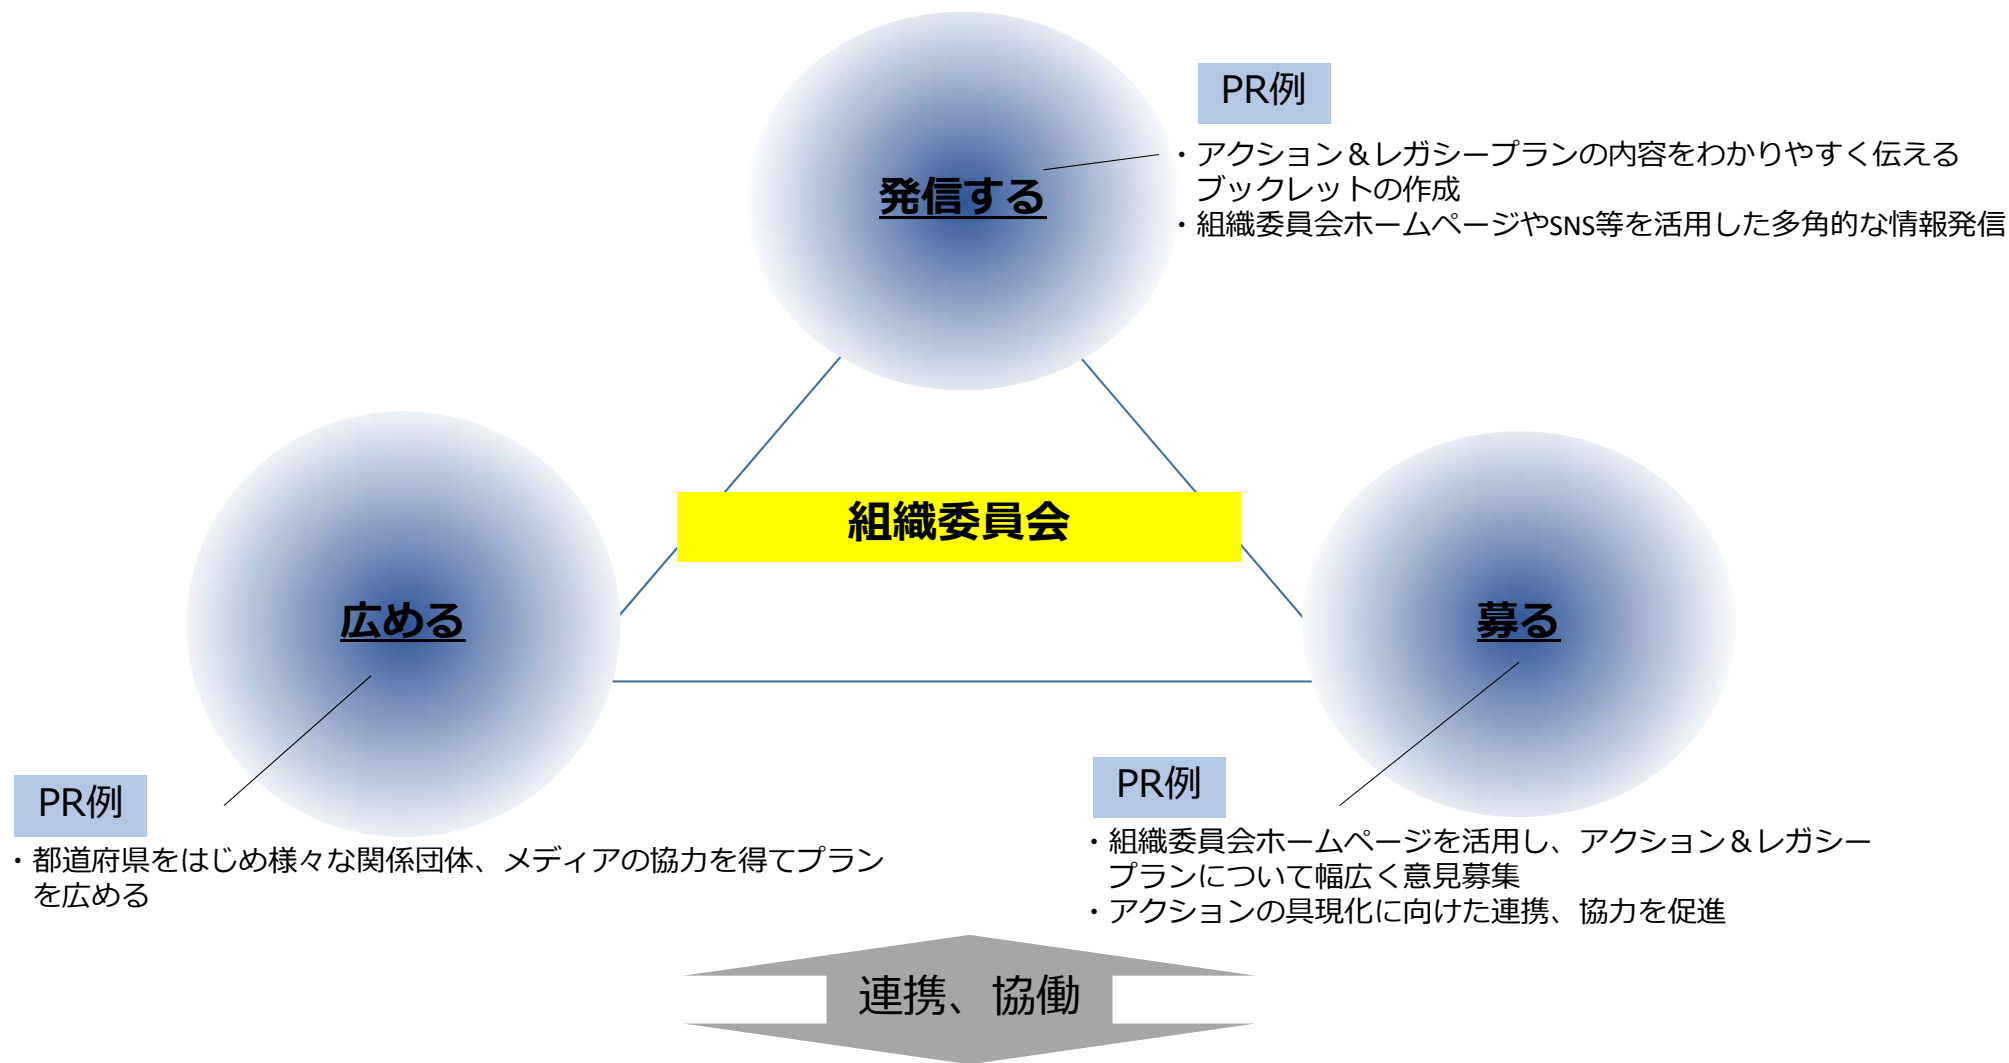 PR例
・アクション＆レガシープランの内容をわかりやすく伝える
ブックレットの作成
・組織委員会ホームページやSNS等を活用した多角的な情報発信
発信する
組織委員会
広める
募る
PR例
・都道府県をはじめ様々な関係団体、メディアの協力を得てプラン
を広める
PR例
・組織委員会ホームページを活用し、アクション＆レガシー
プランについて幅広く意見募集
・アクションの具現化に向けた連携、協力を促進
連携、協働